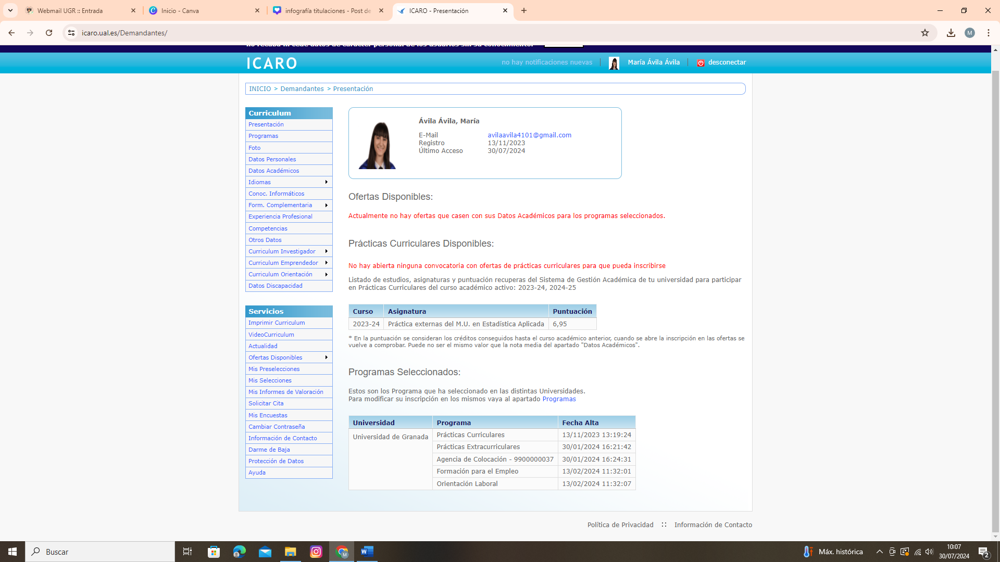 Webmail UGR :: Entrada
Inicio - Canva
infografía titulaciones - Post de
ICARO - Presentación
icaro.ual.es/Demandantes/
M
no recaba ni cede datos de carácter personal de los usuarios sin su conocimiento.
ICARO
no hay notificaciones nuevas
María Ávila Ávila
desconectar
INICIO > Demandantes > Presentación
Curriculum
Presentación
Programas
Foto
Datos Personales
Datos Académicos
Idiomas
Conoc. Informáticos
Form. Complementaria
Experiencia Profesional
Competencias
Otros Datos
Curriculum Investigador
Curriculum Emprendedor
Curriculum Orientación
Datos Discapacidad
Servicios
Imprimir Curriculum
VideoCurriculum
Actualidad
Ofertas Disponibles
Mis Preselecciones
Mis Selecciones
Mis Informes de Valoración
Solicitar Cita
Mis Encuestas
Cambiar Contraseña
Información de Contacto
Darme de Baja
Protección de Datos
Ayuda
Ávila Ávila, María
E-Mail avilaavila4101@gmail.com
Registro 13/11/2023
Último Acceso 30/07/2024
Ofertas Disponibles:
Actualmente no hay ofertas que casen con sus Datos Académicos para los programas seleccionados.
Prácticas Curriculares Disponibles:
No hay abierta ninguna convocatoria con ofertas de prácticas curriculares para que pueda inscribirse
Listado de estudios, asignaturas y puntuación recuperas del Sistema de Gestión Académica de tu universidad para participar
en Prácticas Curriculares del curso académico activo: 2023-24, 2024-25
Curso Asignatura Puntuación
2023-24 Práctica externas del M.U. en Estadística Aplicada 6,95
* En la puntuación se consideran los créditos conseguidos hasta el curso académico anterior, cuando se abre la inscripción en las ofertas se
vuelve a comprobar. Puede no ser el mismo valor que la nota media del apartado "Datos Académicos".
Programas Seleccionados:
Estos son los Programa que ha seleccionado en las distintas Universidades.
Para modificar su inscripción en los mismos vaya al apartado Programas
Universidad Programa Fecha Alta
Universidad de Granada Prácticas Curriculares 13/11/2023 13:19:24
Prácticas Extracurriculares 30/01/2024 16:21:42
Agencia de Colocación - 9900000037 30/01/2024 16:24:31
Formación para el Empleo 13/02/2024 11:32:01
Orientación Laboral 13/02/2024 11:32:07
Política de Privacidad :: Información de Contacto
Buscar
Máx. histórica
10:07
30/07/2024
2